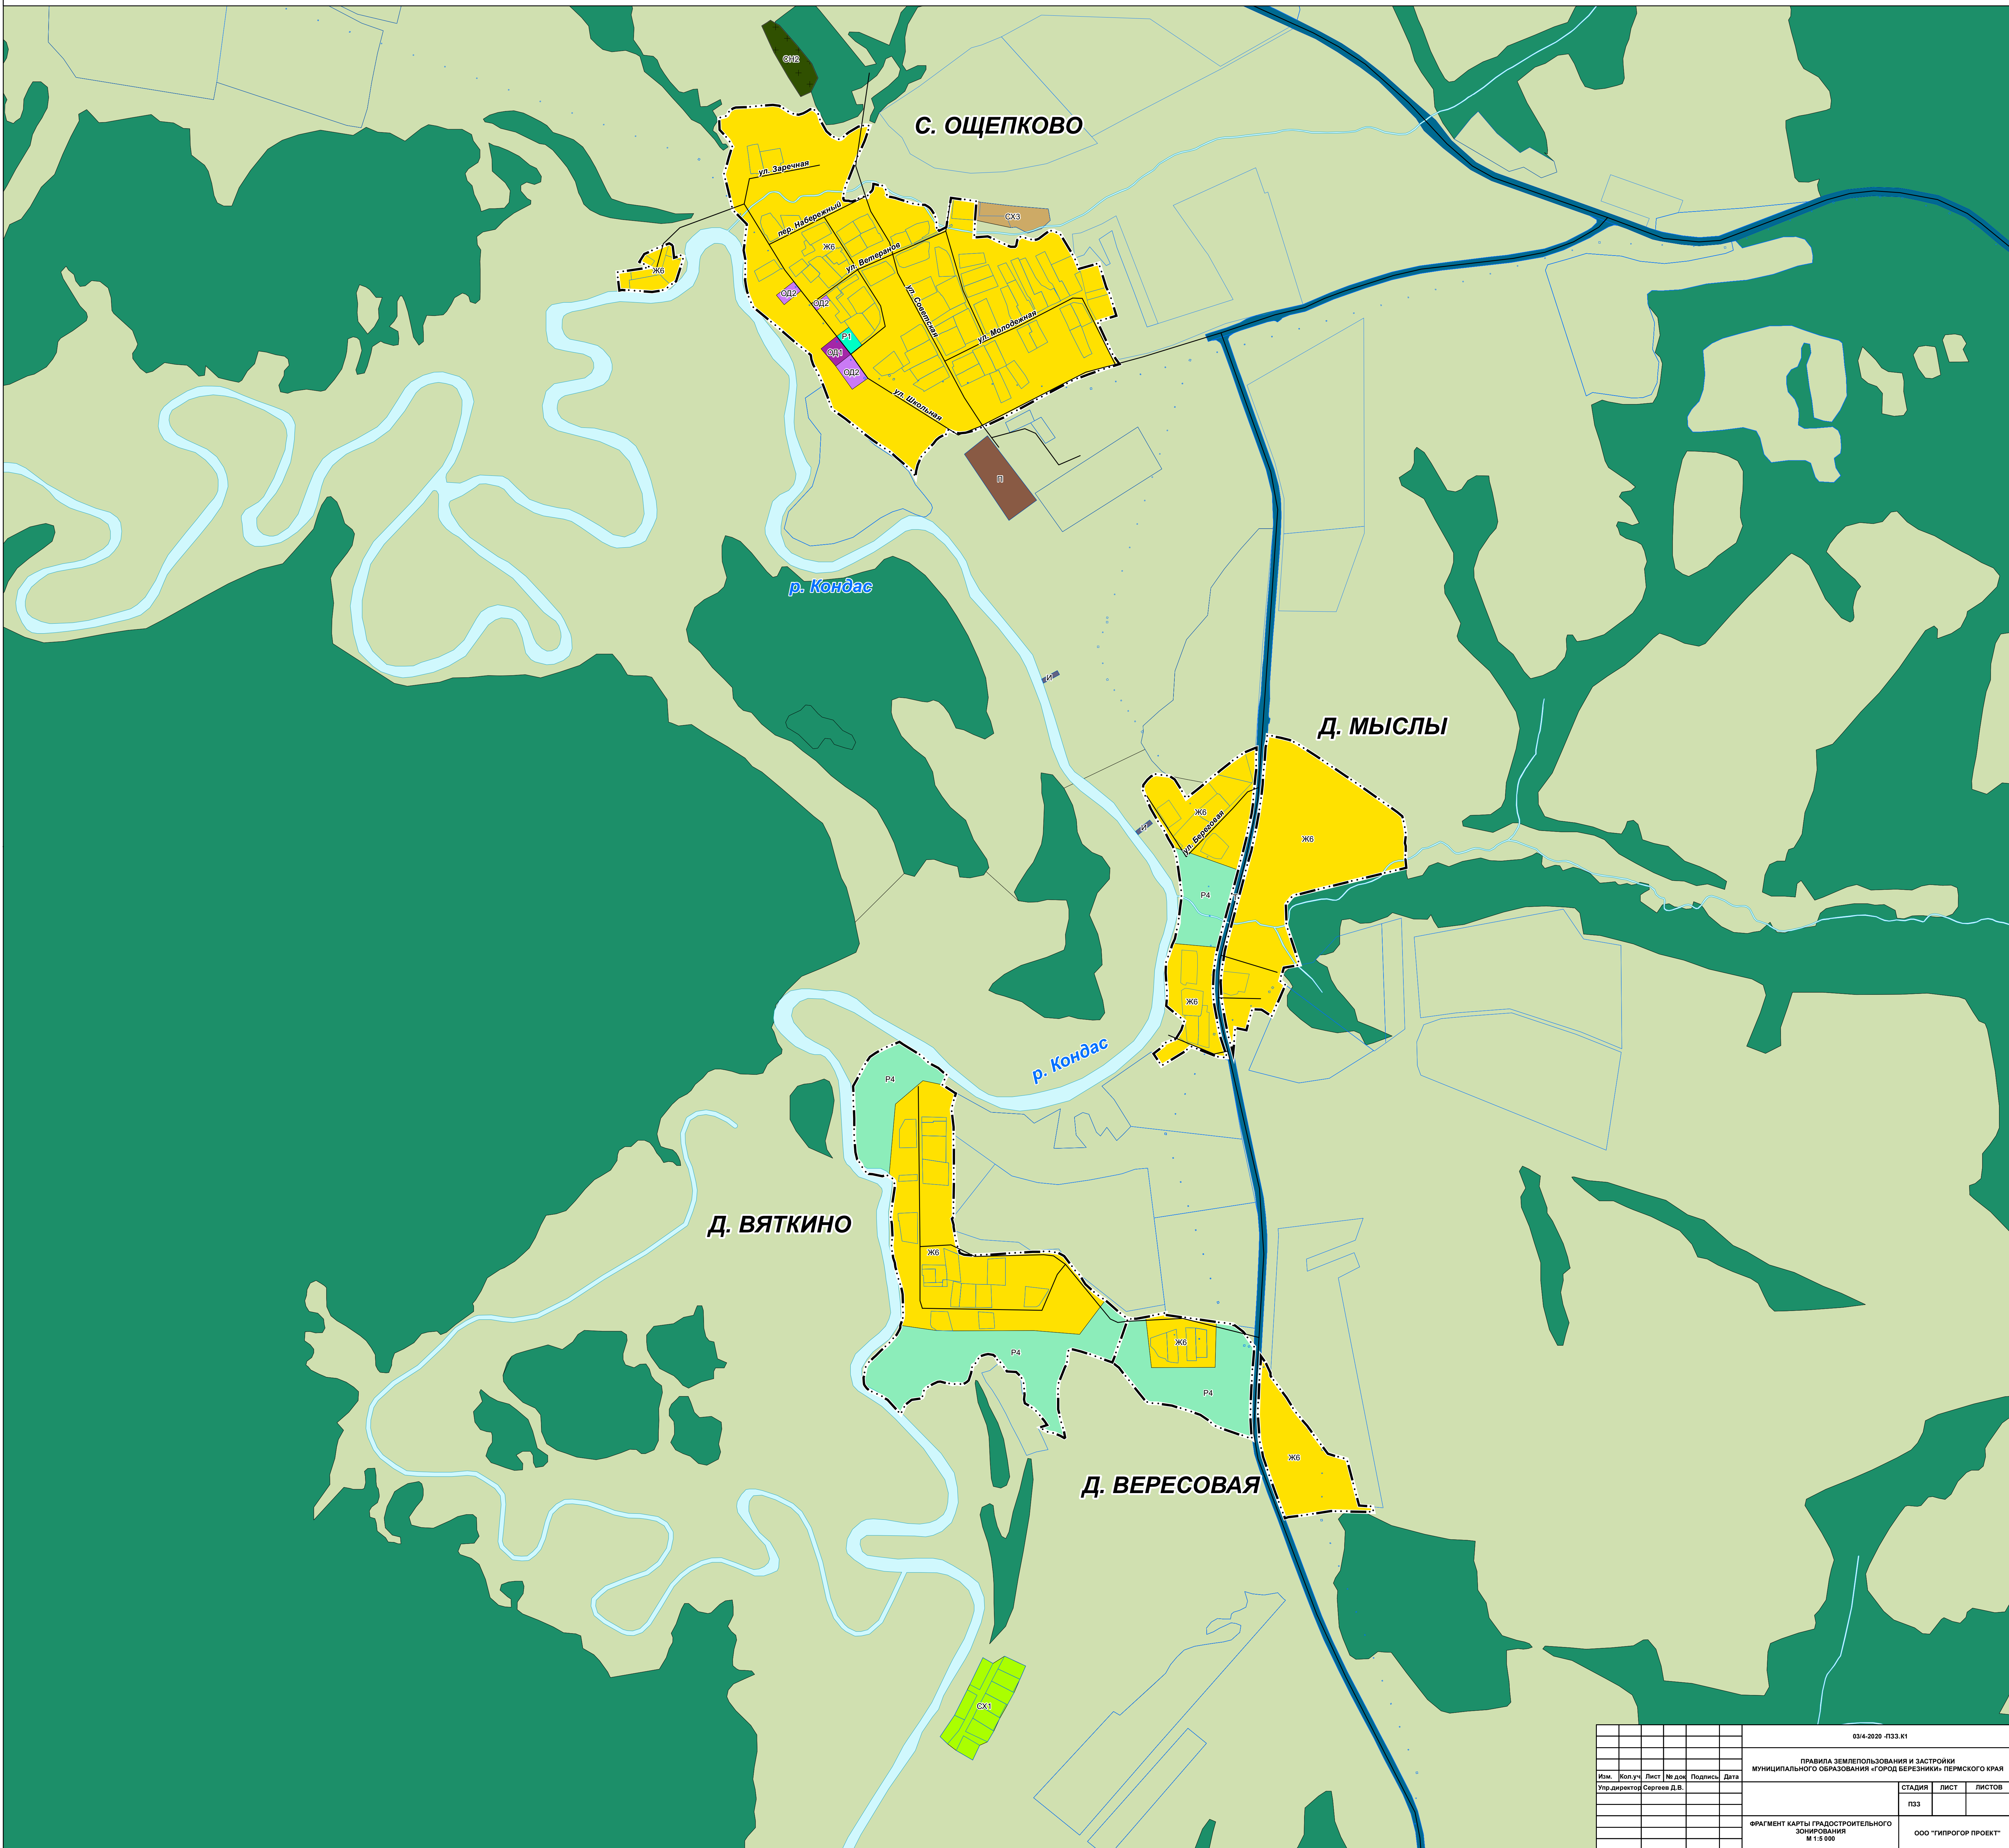 СН2
С. ОЩЕПКОВО
ул. Заречная
пер. Набережный
СХ3
Ж6
ул. Ветеранов
Ж6
ОД2
ОД2
ул. Советская
ул. Молодежная
Р1
ОД1
ОД2
ул. Школьная
П
р. Кондас
И
Д. МЫСЛЫ
Ж6
И
ул. Береговая
Ж6
Р4
Ж6
р. Кондас
Р4
Д. ВЯТКИНО
Ж6
Ж6
Р4
Р4
Ж6
Д. ВЕРЕСОВАЯ
СХ1
03/4-2020 -ПЗЗ.К1
ПРАВИЛА ЗЕМЛЕПОЛЬЗОВАНИЯ И ЗАСТРОЙКИ
МУНИЦИПАЛЬНОГО ОБРАЗОВАНИЯ «ГОРОД БЕРЕЗНИКИ» ПЕРМСКОГО КРАЯ
Изм. Кол.уч Лист № док Подпись Дата
Упр.директор Сергеев Д.В.
СТАДИЯ ЛИСТ ЛИСТОВ
ПЗЗ
ФРАГМЕНТ КАРТЫ ГРАДОСТРОИТЕЛЬНОГО
ЗОНИРОВАНИЯ
М 1:5 000
ООО "ГИПРОГОР ПРОЕКТ"